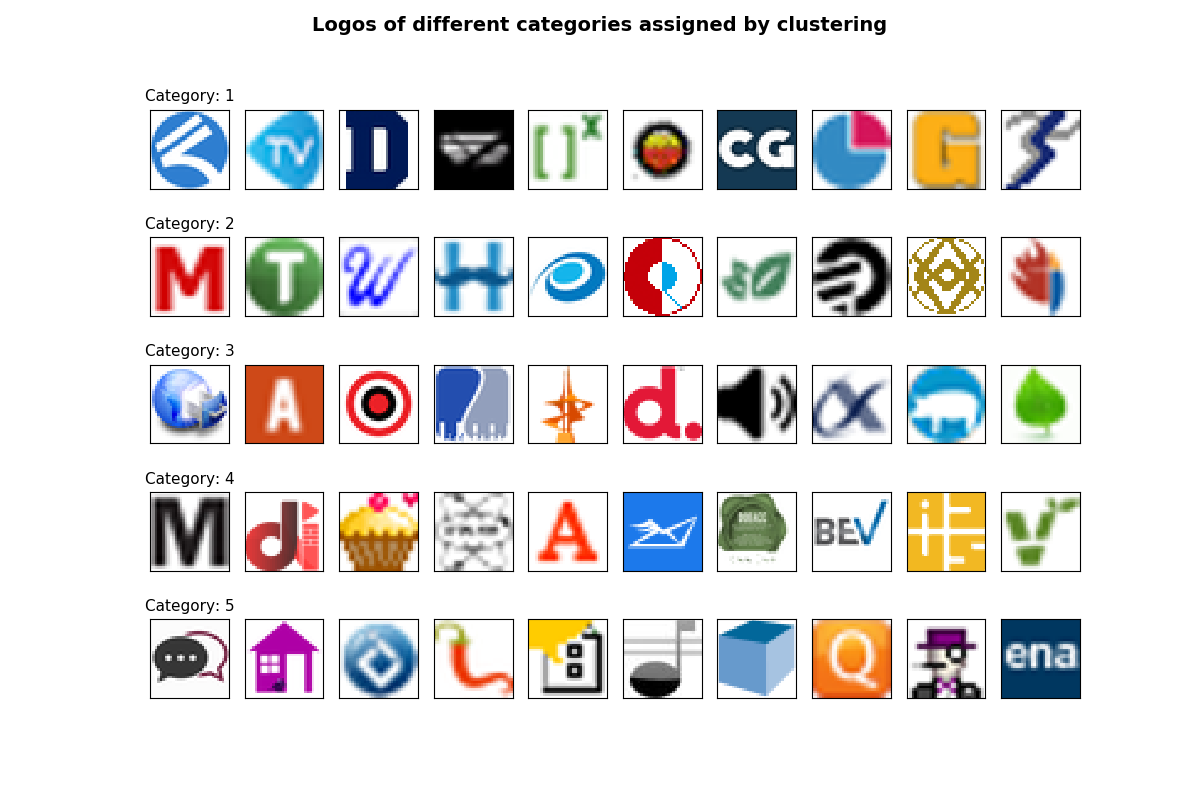 Logos of different categories assigned by clustering
Category: 1
TV D [ ]x CG G
Category: 2
M T W H
Category: 3
A d. α
Category: 4
M di A BEV
Category: 5
Q ena